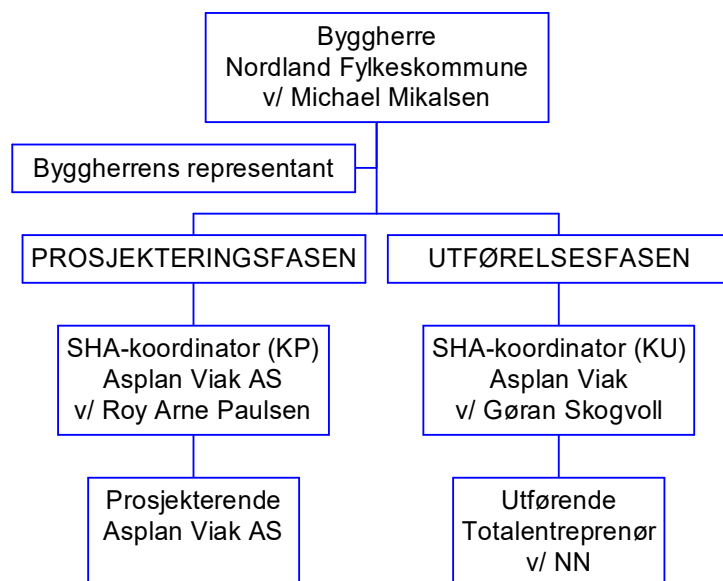 Byggherre
Nordland Fylkeskommune
v/ Michael Mikalsen
Byggherrens representant
PROSJEKTERINGSFASEN
UTFØRELSESFASEN
SHA-koordinator (KP)
Asplan Viak AS
v/ Roy Arne Paulsen
SHA-koordinator (KU)
Asplan Viak
v/ Gøran Skogvoll
Prosjekterende
Asplan Viak AS
Utførende
Totalentreprenør
v/ NN